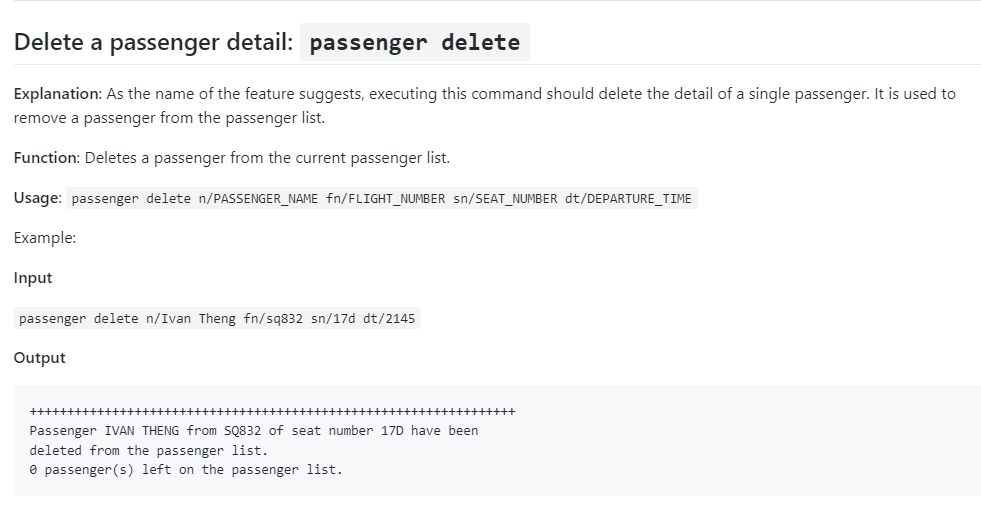 Delete a passenger detail: passenger delete
Explanation: As the name of the feature suggests, executing this command should delete the detail of a single passenger. It is used to
remove a passenger from the passenger list.
Function: Deletes a passenger from the current passenger list.
Usage: passenger delete n/PASSENGER_NAME fn/FLIGHT_NUMBER sn/SEAT_NUMBER dt/DEPARTURE_TIME
Example:
Input
passenger delete n/Ivan Theng fn/sq832 sn/17d dt/2145
Output
+++++++++++++++++++++++++++++++++++++++++++++++++++++++++++++++++
Passenger IVAN THENG from SQ832 of seat number 17D have been
deleted from the passenger list.
0 passenger(s) left on the passenger list.